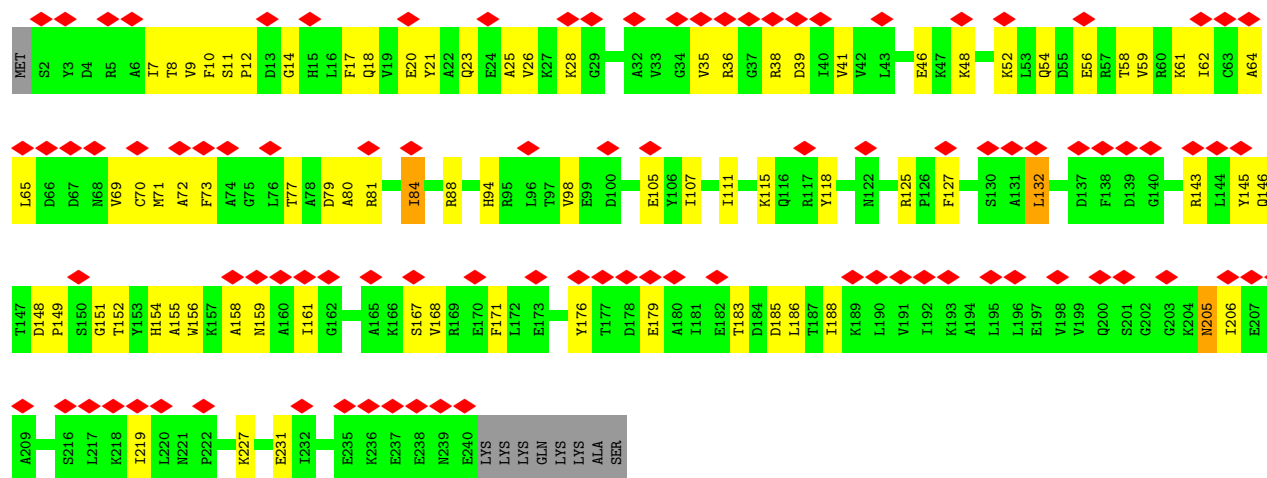 MET S2 Y3 D4 R5 A6 I7 T8 V9 F10 S11 P12 D13 G14 H15 L16 F17 Q18 V19 E20 Y21 A22 Q23 E24 A25 V26 K27 K28 G29 A32 V33 G34 V35 R36 G37 R38 D39 I40 V41 V42 L43 E46 K47 K48 K52 L53 Q54 D55 E56 R57 T58 V59 R60 K61 I62 C63 A64
L65 D66 D67 N68 V69 C70 M71 A72 F73 A74 G75 L76 T77 A78 D79 A80 R81 I84 R88 H94 R95 L96 T97 V98 E99 D100 E105 Y106 I107 I111 K115 Q116 R117 Y118 N122 R125 P126 F127 S130 A131 L132 D137 F138 D139 G140 R143 L144 Y145 Q146
T147 D148 P149 S150 G151 T152 Y153 H154 A155 W156 K157 A158 N159 A160 I161 G162 A165 K166 S167 V168 R169 E170 F171 L172 E173 Y176 T177 D178 E179 A180 I181 E182 T183 D184 D185 L186 T187 I188 K189 L190 V191 I192 K193 A194 L195 L196 E197 V198 V199 Q200 S201 G202 G203 K204 N205 I206 E207
A209 S216 L217 K218 I219 L220 N221 P222 K227 E231 I232 E235 K236 E237 E238 N239 E240 LYS LYS LYS GLN LYS LYS ALA SER